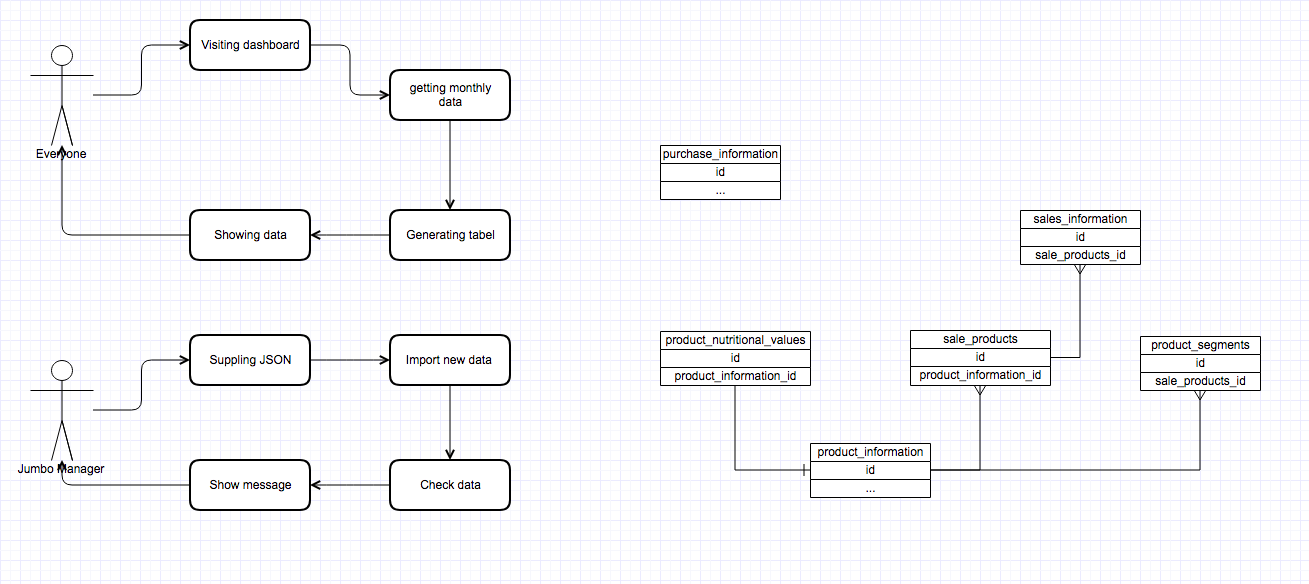 Visiting dashboard
getting monthly
data
Everyone
Showing data
Generating tabel
Suppling JSON
Import new data
Jumbo Manager
Show message
Check data
purchase_information
id
...
sales_information
id
sale_products_id
product_nutritional_values
id
product_information_id
sale_products
id
product_information_id
product_segments
id
sale_products_id
product_information
id
...